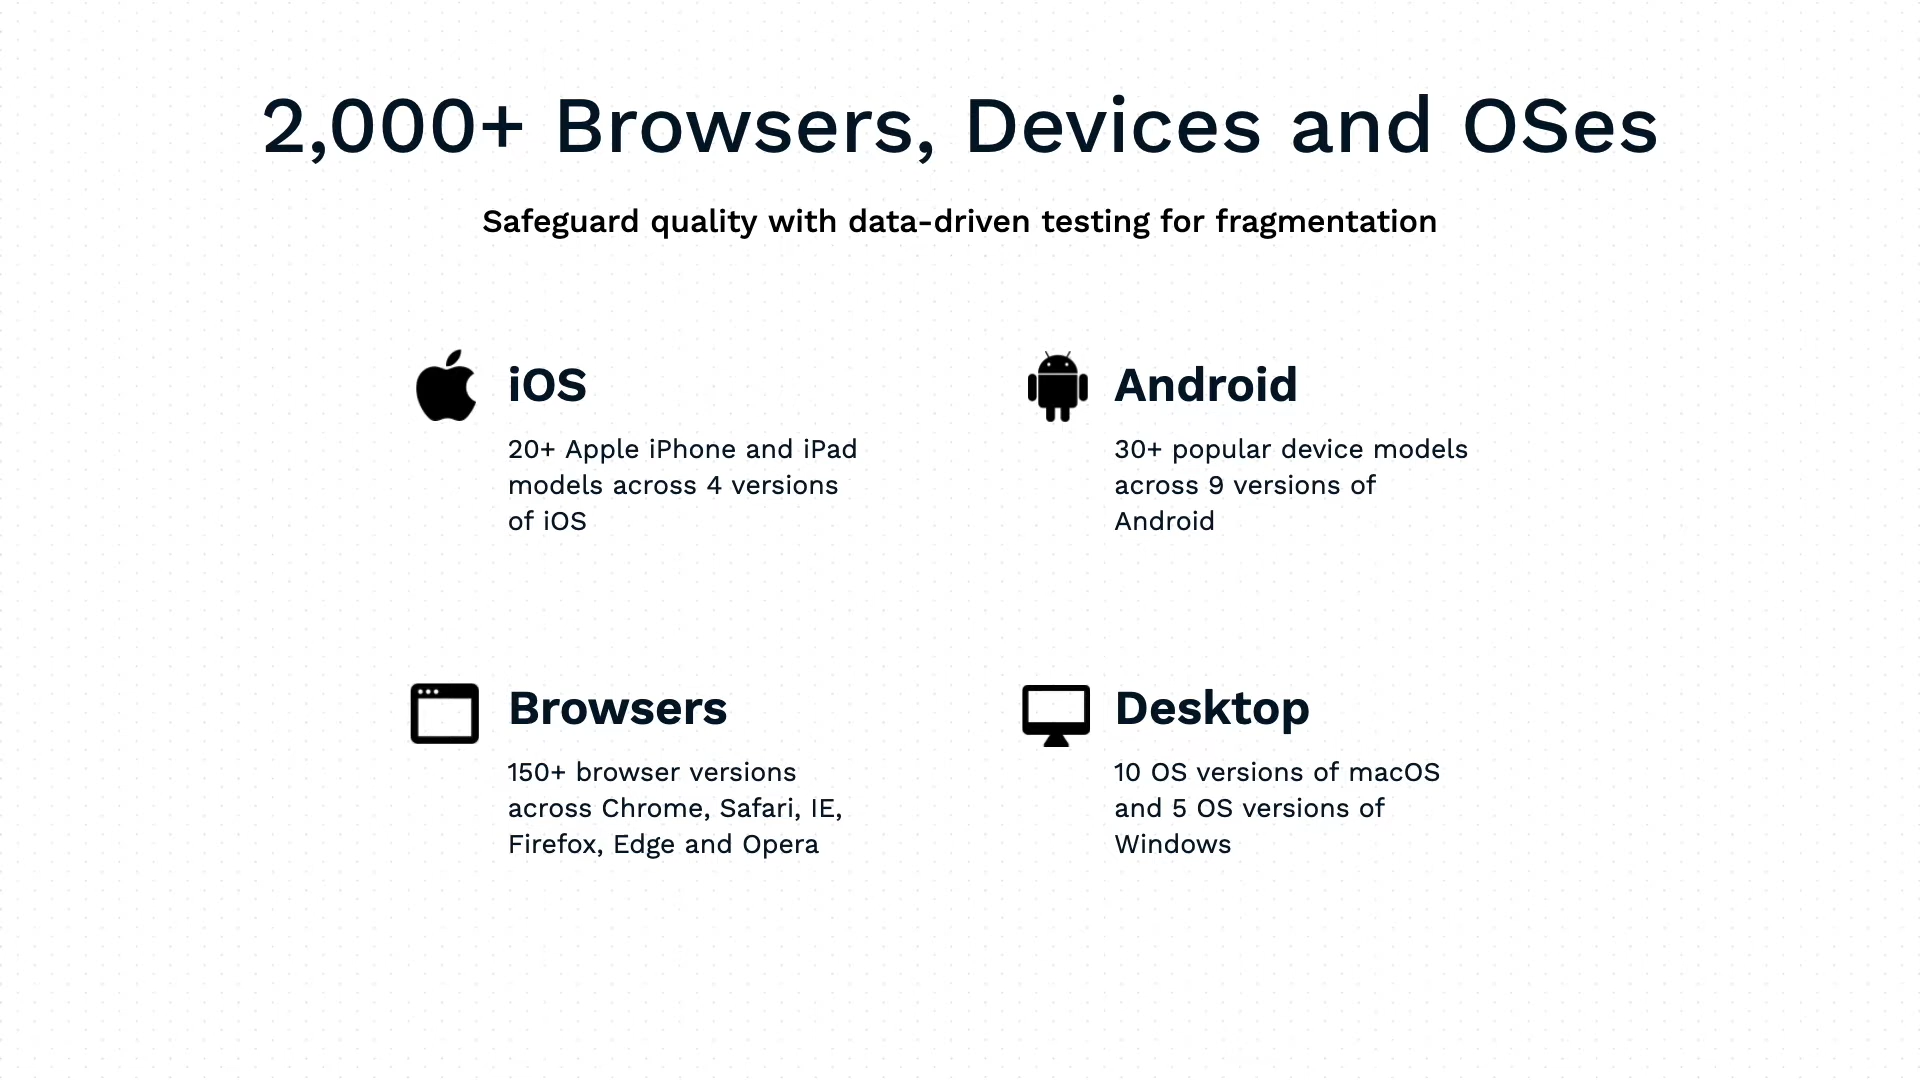 2,000+ Browsers, Devices and OSes
Safeguard quality with data-driven testing for fragmentation
iOS
20+ Apple iPhone and iPad
models across 4 versions
of iOS
Android
30+ popular device models
across 9 versions of
Android
Browsers
150+ browser versions
across Chrome, Safari, IE,
Firefox, Edge and Opera
Desktop
10 OS versions of macOS
and 5 OS versions of
Windows